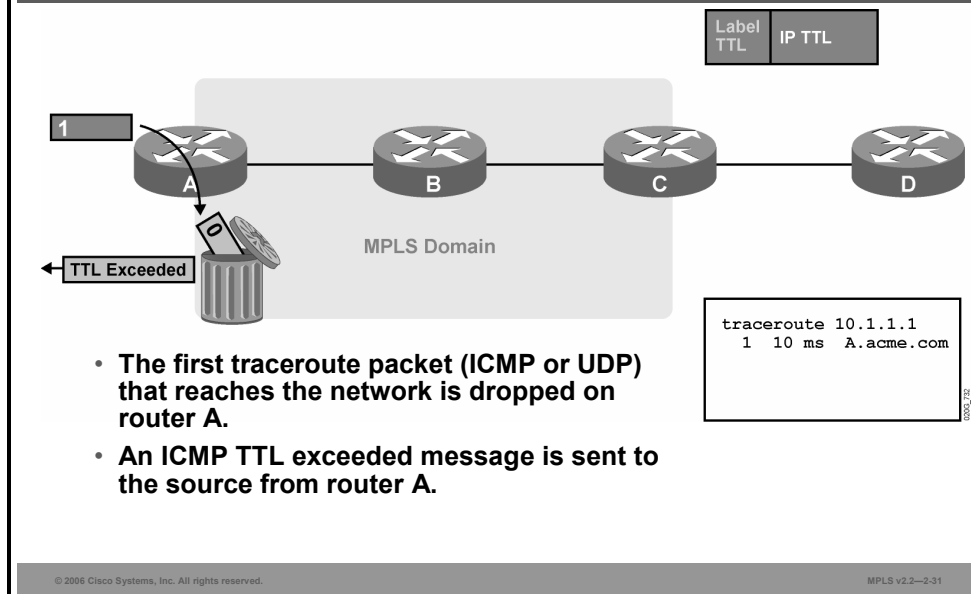 Label
TTL
IP TTL
1
A
B
C
D
0
MPLS Domain
TTL Exceeded
traceroute 10.1.1.1
1 10 ms A.acme.com
• The first traceroute packet (ICMP or UDP)
that reaches the network is dropped on
router A.
• An ICMP TTL exceeded message is sent to
the source from router A.
020G_732
© 2006 Cisco Systems, Inc. All rights reserved.
MPLS v2.2—2-31